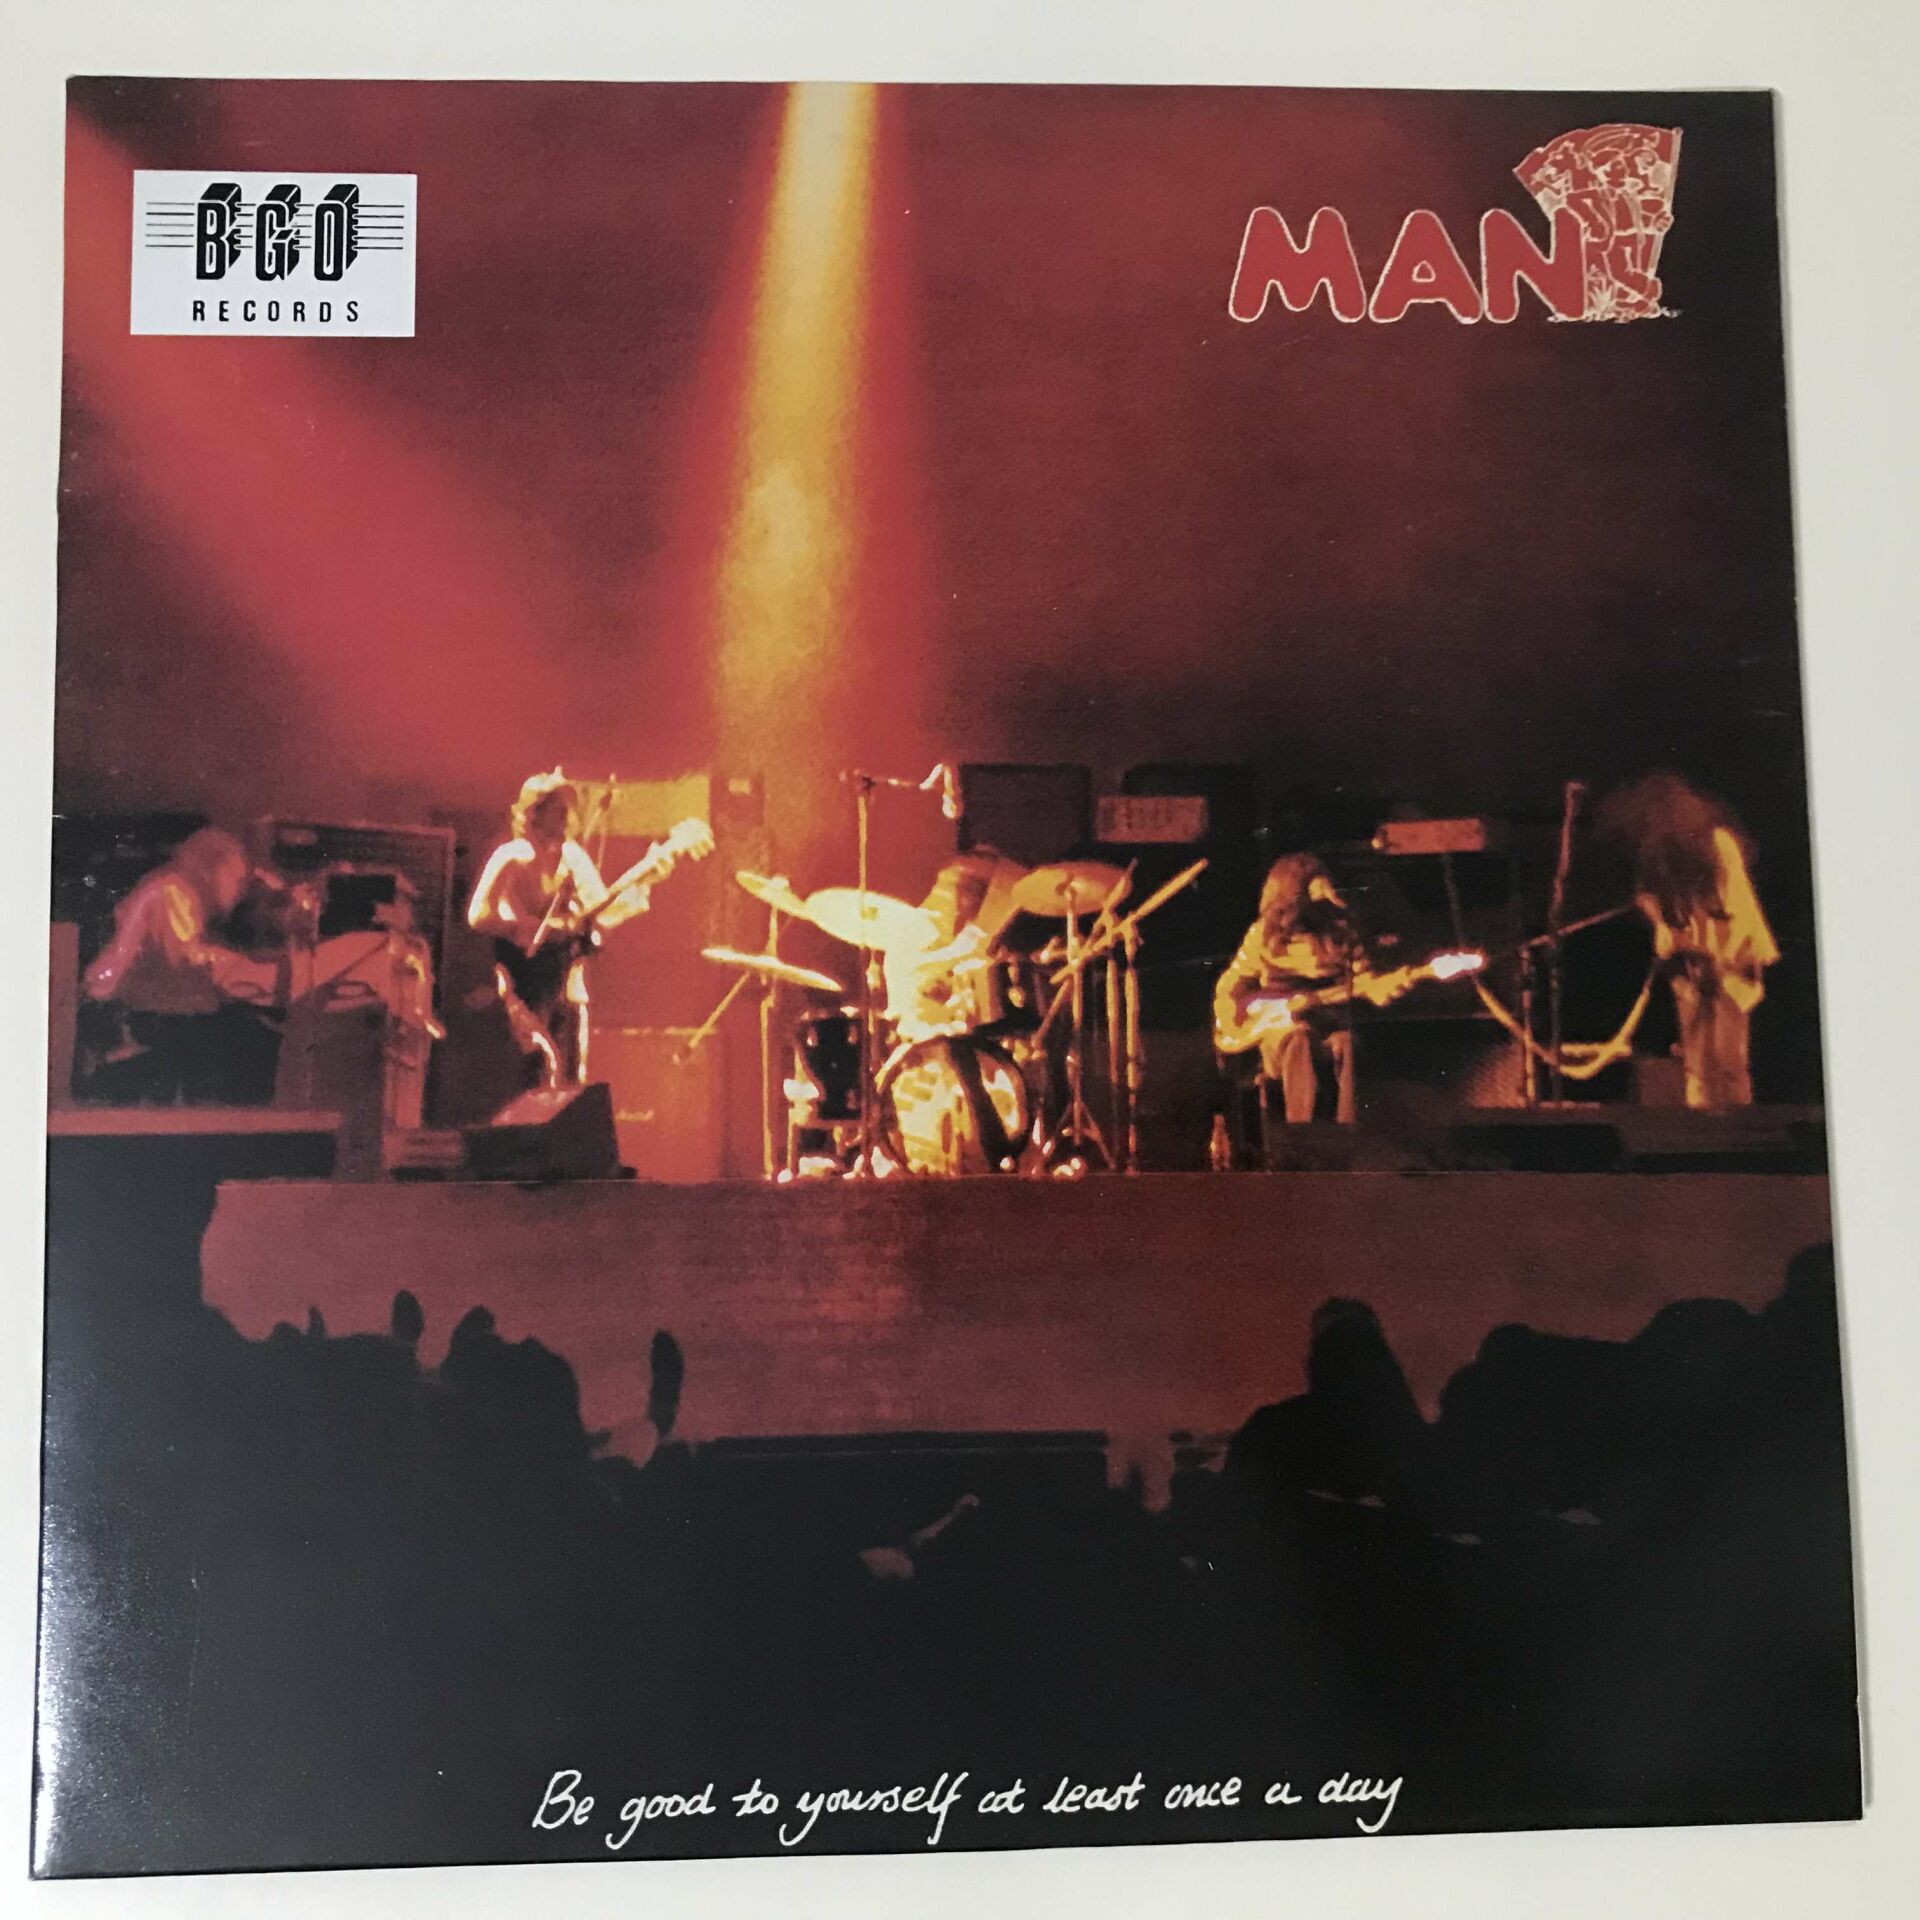 BGO
RECORDS
MAN
Be good to yourself at least once a day